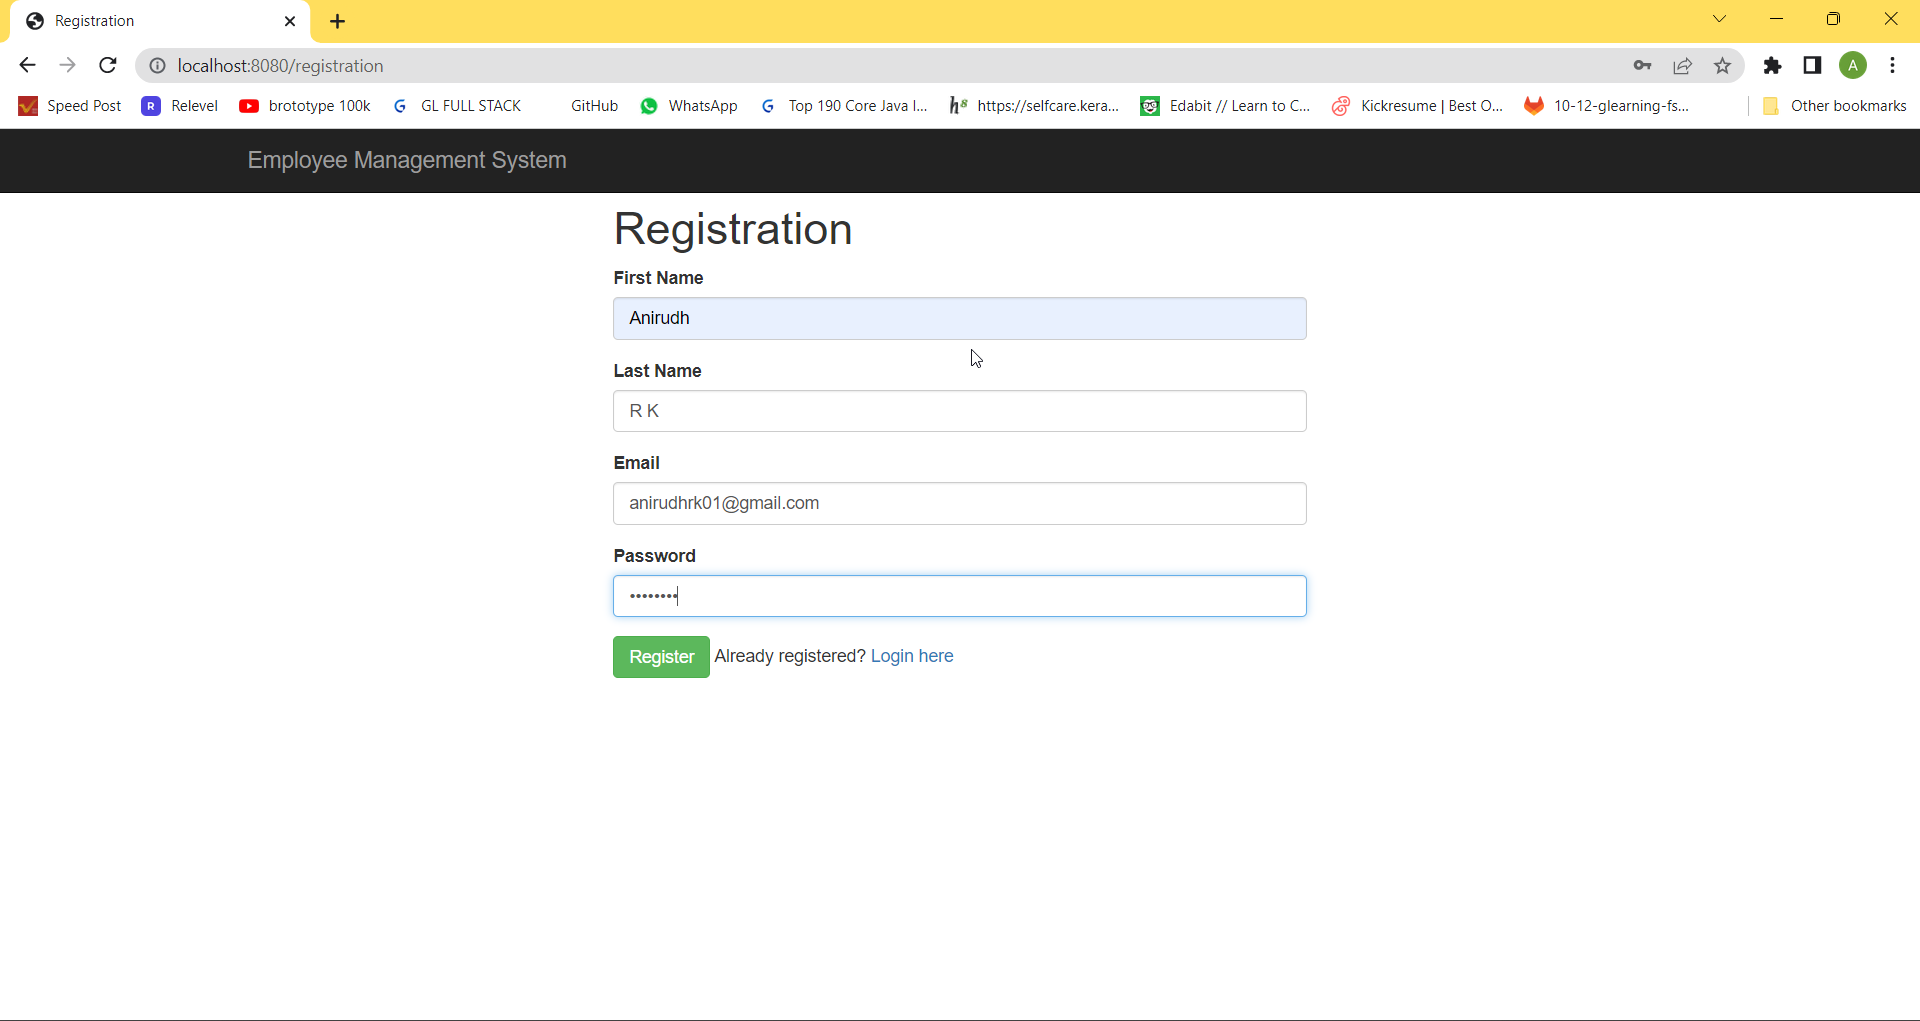 Registration
localhost:8080/registration
A
Speed Post
R
Relevel
brototype 100k
G
GL FULL STACK
GitHub
WhatsApp
G
Top 190 Core Java I...
h8
https://selfcare.kera...
Edabit // Learn to C...
Kickresume | Best O...
10-12-glearning-fs...
Other bookmarks
Employee Management System
Registration
First Name
Anirudh
Last Name
R K
Email
anirudhrk01@gmail.com
Password
••••••••
Register Already registered? Login here